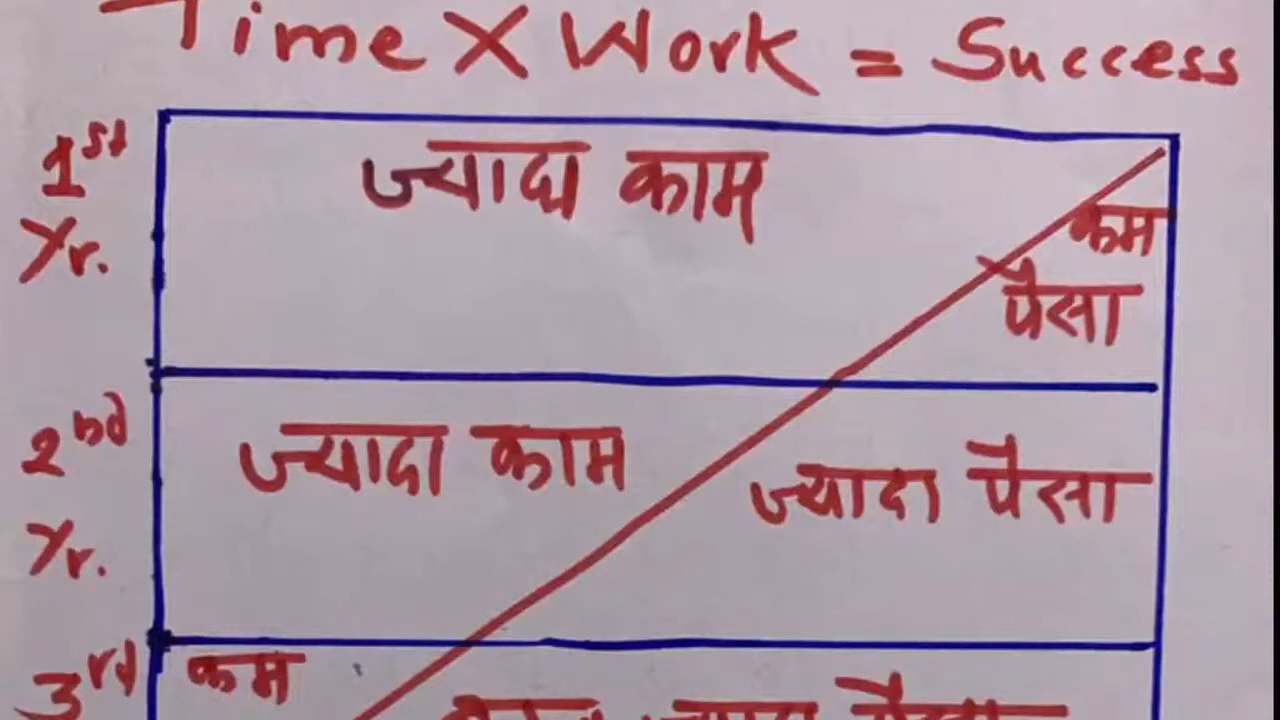 Time X Work = Success
1st
Yr.
ज्यादा काम
कम
पैसा
2nd
Yr.
ज्यादा काम
ज्यादा पैसा
3rd
कम